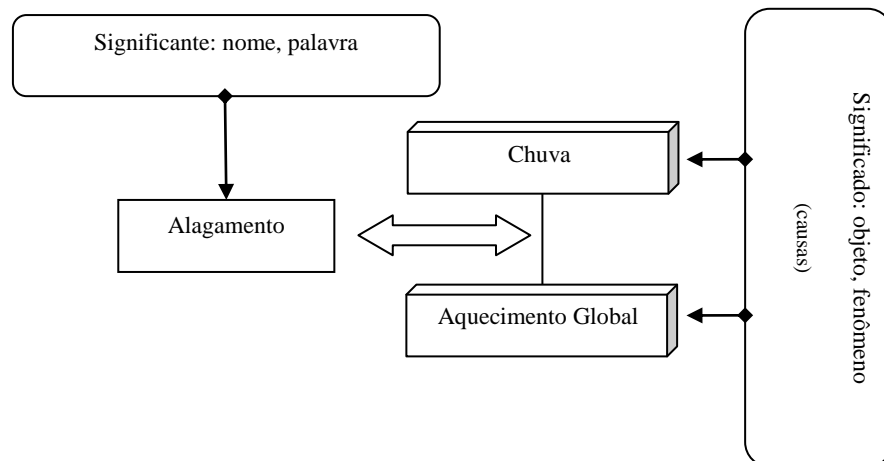 Significante: nome, palavra
Chuva
Alagamento
Aquecimento Global
Significado: objeto, fenômeno
(causas)